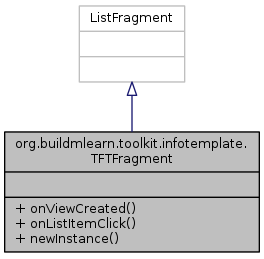 ListFragment
org.buildmlearn.toolkit.infotemplate.
TFTFragment
+ onViewCreated()
+ onListItemClick()
+ newInstance()